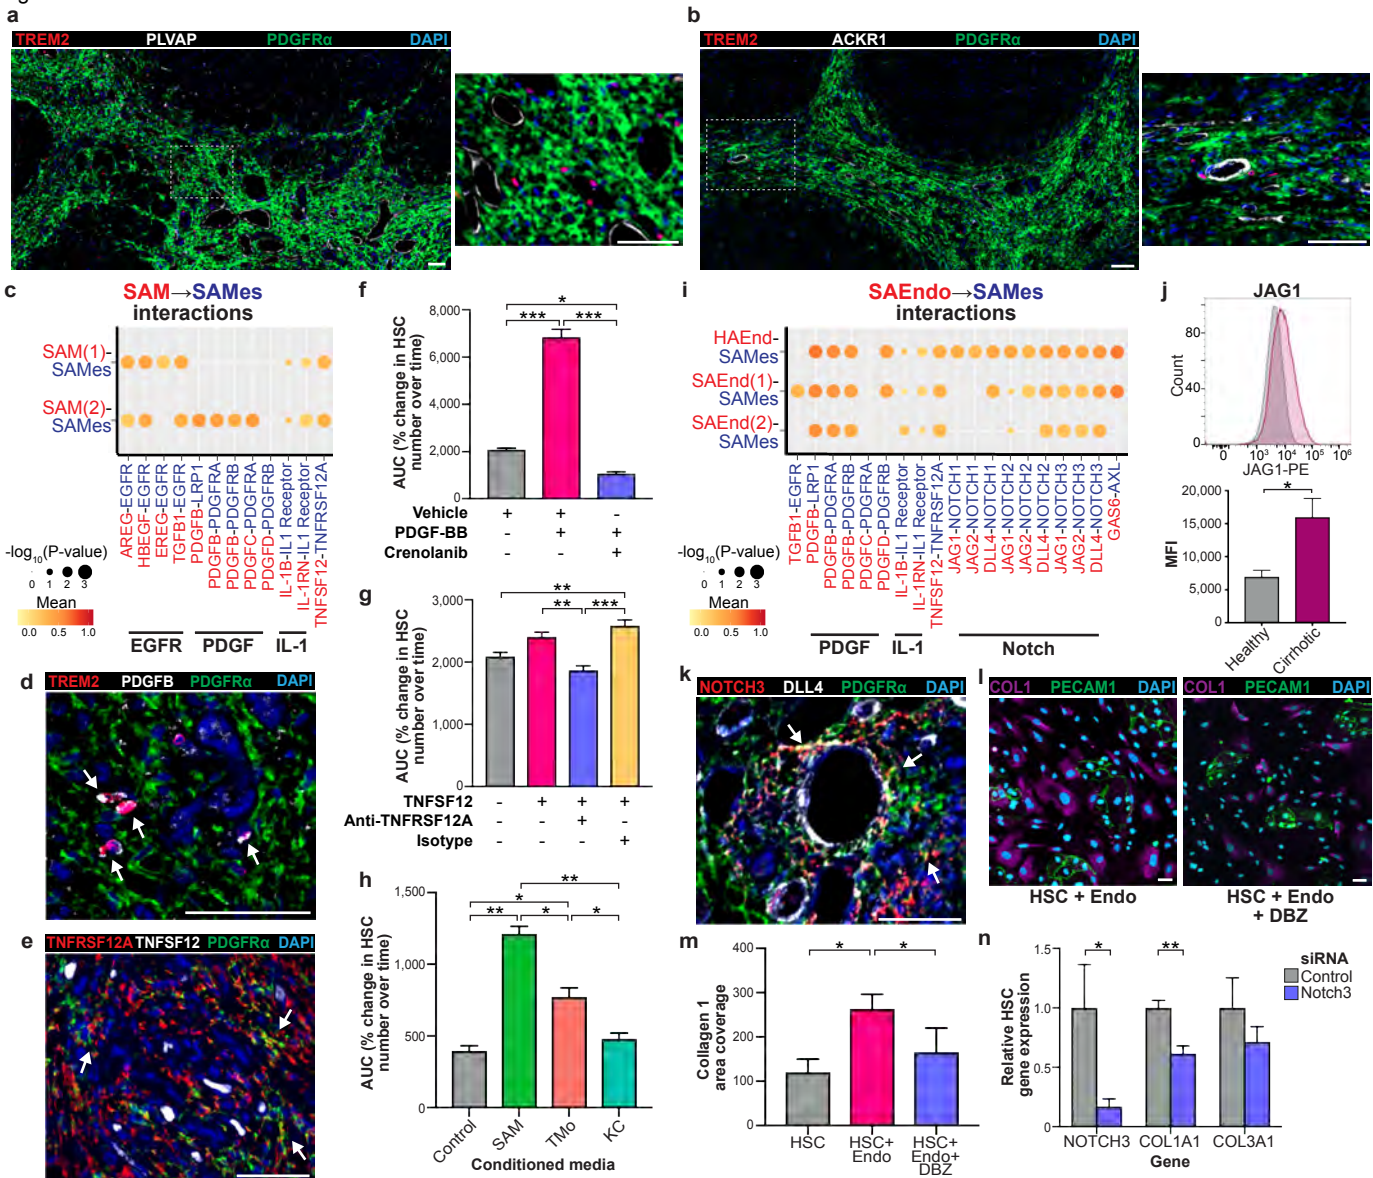 a
TREM2 PLVAP PDGFRα DAPI
b
TREM2 ACKR1 PDGFRα DAPI
c
SAM→SAMes
interactions
SAM(1)-
SAMes
SAM(2)-
SAMes
AREG-EGFR
HBEGF-EGFR
EREG-EGFR
TGFB1-EGFR
PDGFB-LRP1
PDGFB-PDGFRA
PDGFB-PDGFRB
PDGFC-PDGFRA
PDGFD-PDGFRB
IL-1B-IL1 Receptor
IL-1RN-IL1 Receptor
TNFSF12-TNFRSF12A
-log10(P-value)
0 1 2 3
Mean
0.0 0.5 1.0
EGFR PDGF IL-1
d
TREM2 PDGFB PDGFRα DAPI
e
TNFRSF12A TNFSF12 PDGFRα DAPI
f
AUC (% change in HSC
number over time)
8,000
6,000
4,000
2,000
0
*
*** ***
Vehicle + + -
PDGF-BB - + +
Crenolanib - - +
g
AUC (% change in HSC
number over time)
3,000
2,000
1,000
0
**
** ***
TNFSF12 - + + +
Anti-TNFRSF12A - - + -
Isotype - - - +
h
AUC (% change in HSC
number over time)
1,500
1,000
500
0
**
*
** * *
Control SAM TMo KC
Conditioned media
i
SAEndo→SAMes
interactions
HAEnd-
SAMes
SAEnd(1)-
SAMes
SAEnd(2)-
SAMes
TGFB1-EGFR
PDGFB-LRP1
PDGFB-PDGFRA
PDGFB-PDGFRB
PDGFC-PDGFRA
PDGFD-PDGFRB
IL-1B-IL1 Receptor
IL-1RN-IL1 Receptor
TNFSF12-TNFRSF12A
JAG1-NOTCH1
JAG2-NOTCH1
DLL4-NOTCH1
JAG1-NOTCH2
JAG2-NOTCH2
DLL4-NOTCH2
JAG1-NOTCH3
JAG2-NOTCH3
DLL4-NOTCH3
GAS6-AXL
-log10(P-value)
0 1 2 3
Mean
0.0 0.5 1.0
PDGF IL-1 Notch
j
JAG1
Count
80
40
0
0 10³ 10⁴ 10⁵ 10⁶
JAG1-PE
MFI
20,000
15,000
10,000
5,000
0
*
Healthy Cirrhotic
k
NOTCH3 DLL4 PDGFRα DAPI
l
COL1 PECAM1 DAPI COL1 PECAM1 DAPI
HSC + Endo HSC + Endo
+ DBZ
m
Collagen 1
area coverage
400
300
200
100
0
* *
HSC HSC+
Endo HSC+
Endo+
DBZ
n
Relative HSC
gene expression
1.5
1.0
0.5
0
* **
siRNA
Control
Notch3
NOTCH3 COL1A1 COL3A1
Gene